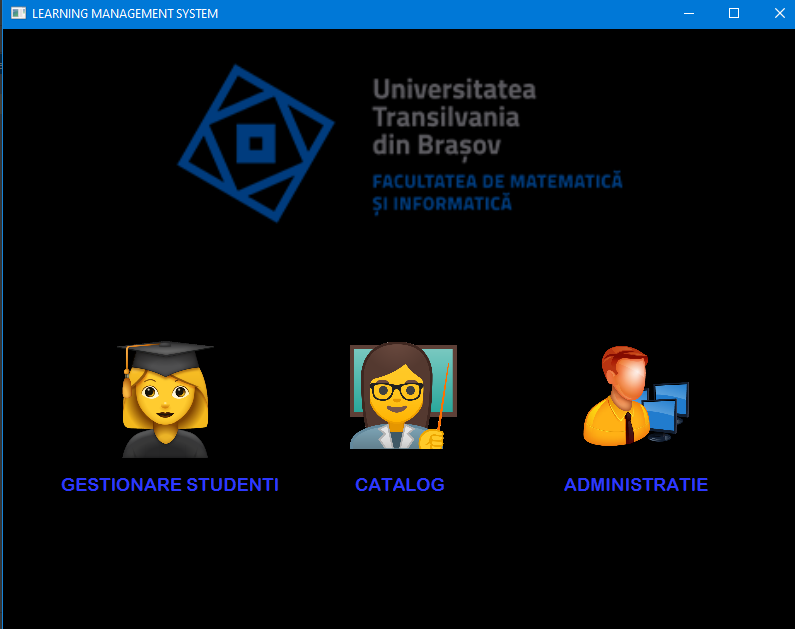 LEARNING MANAGEMENT SYSTEM
Universitatea
Transilvania
din Brașov
FACULTATEA DE MATEMATICĂ
ȘI INFORMATICĂ
GESTIONARE STUDENTI
CATALOG
ADMINISTRATIE